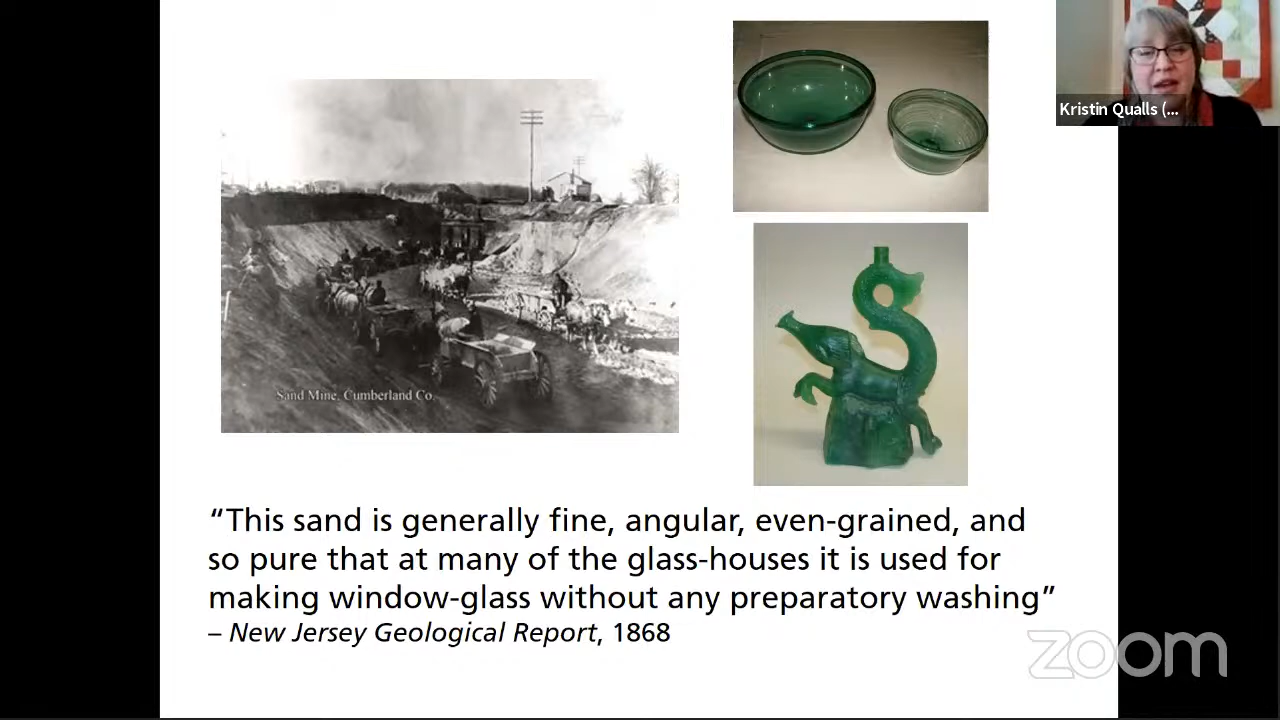 Kristin Qualls (...
Sand Mine, Cumberland Co.
“This sand is generally fine, angular, even-grained, and
so pure that at many of the glass-houses it is used for
making window-glass without any preparatory washing”
– New Jersey Geological Report, 1868
zoom